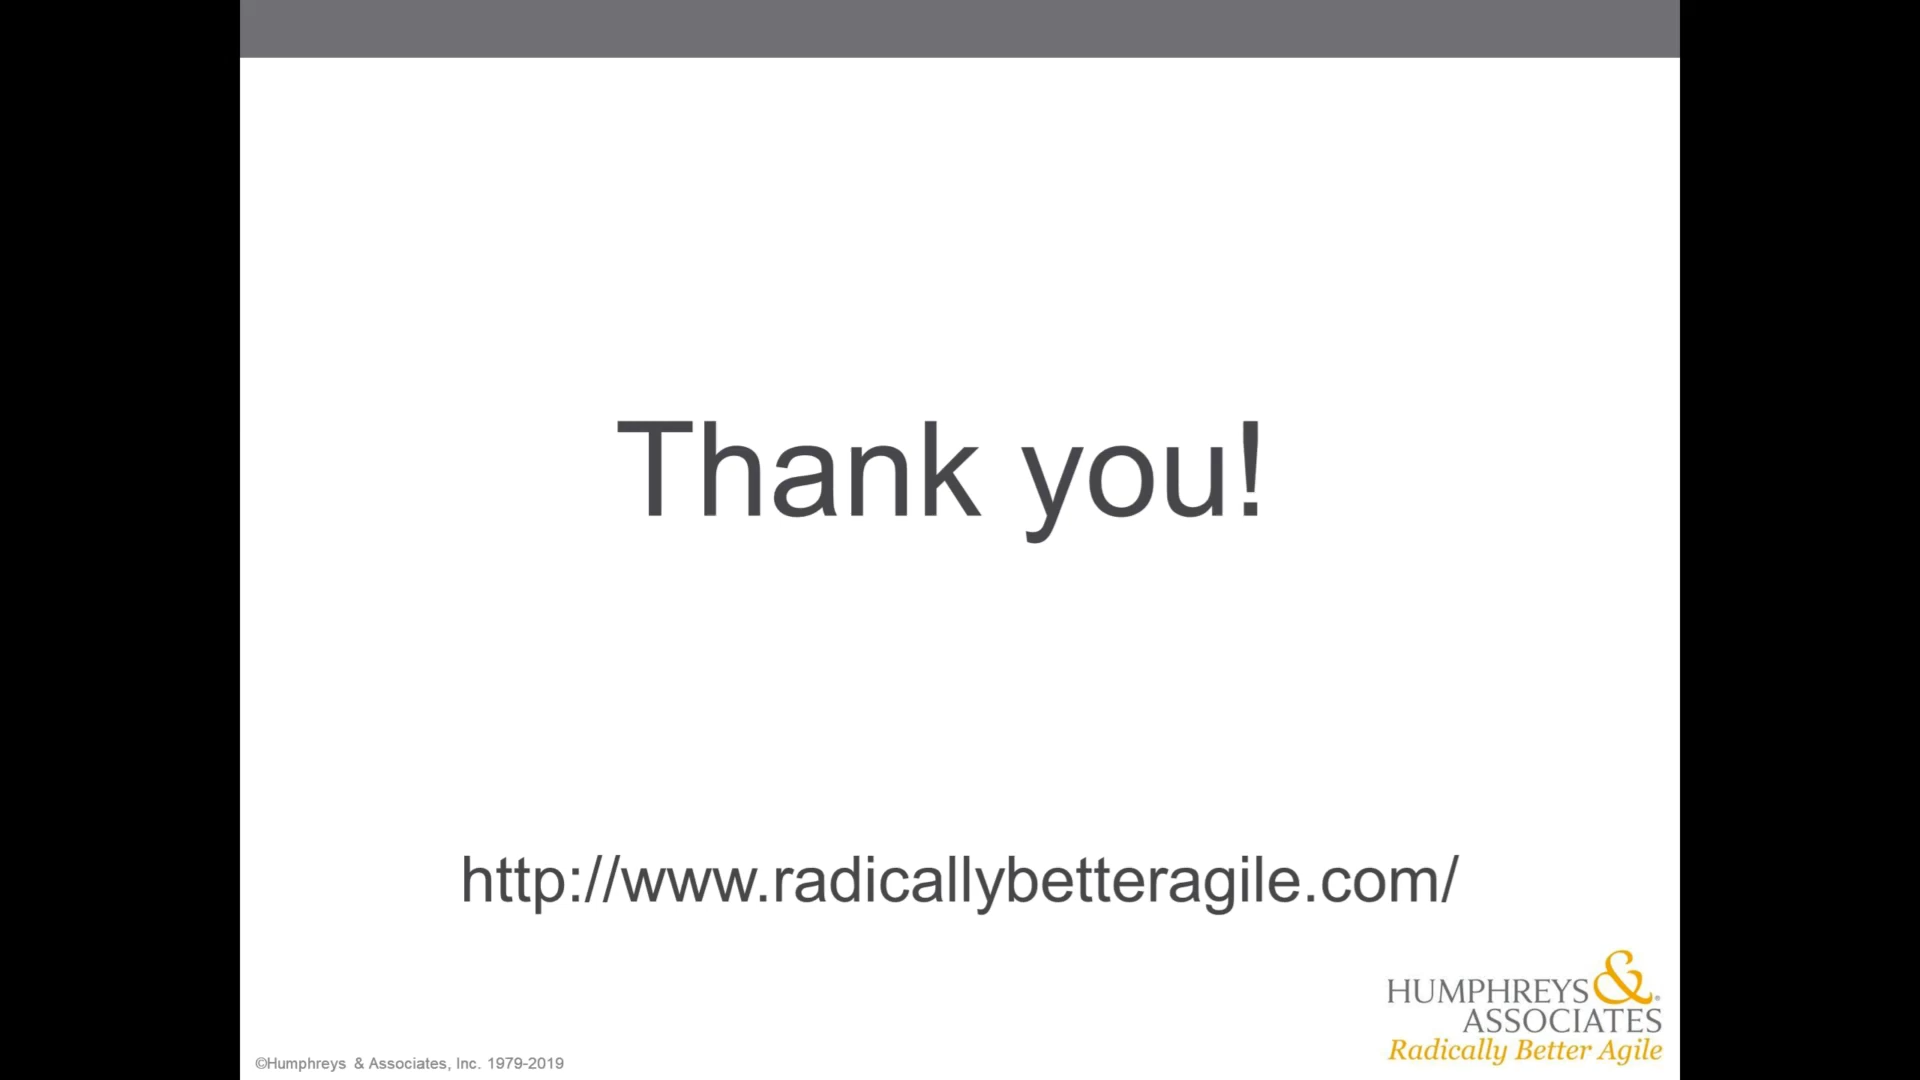 Thank you!
http://www.radicallybetteragile.com/
HUMPHREYS &®
ASSOCIATES
Radically Better Agile
©Humphreys & Associates, Inc. 1979-2019